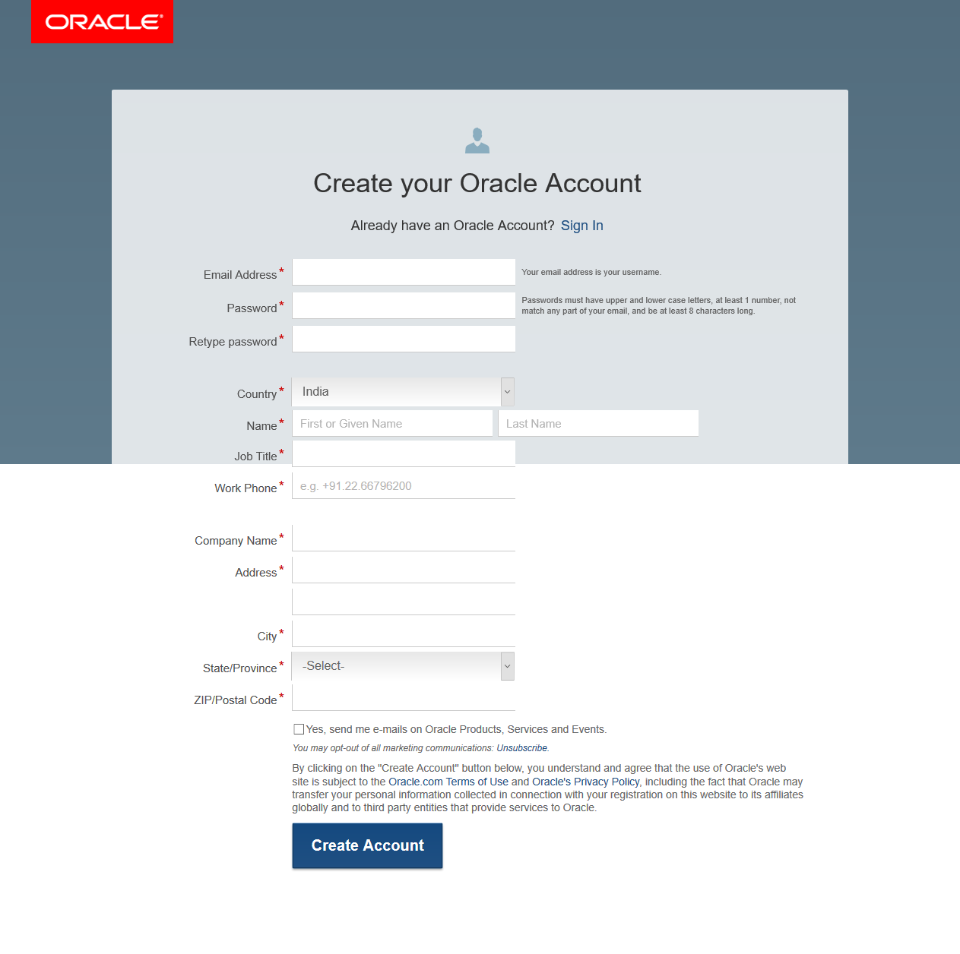 ORACLE®
Create your Oracle Account
Already have an Oracle Account? Sign In
Email Address * Your email address is your username.
Password * Passwords must have upper and lower case letters, at least 1 number, not
match any part of your email, and be at least 8 characters long.
Retype password *
Country * India
Name * First or Given Name Last Name
Job Title *
Work Phone * e.g. +91.22.66796200
Company Name *
Address *
City *
State/Province * -Select-
ZIP/Postal Code *
Yes, send me e-mails on Oracle Products, Services and Events.
You may opt-out of all marketing communications: Unsubscribe.
By clicking on the "Create Account" button below, you understand and agree that the use of Oracle's web
site is subject to the Oracle.com Terms of Use and Oracle's Privacy Policy, including the fact that Oracle may
transfer your personal information collected in connection with your registration on this website to its affiliates
globally and to third party entities that provide services to Oracle.
Create Account